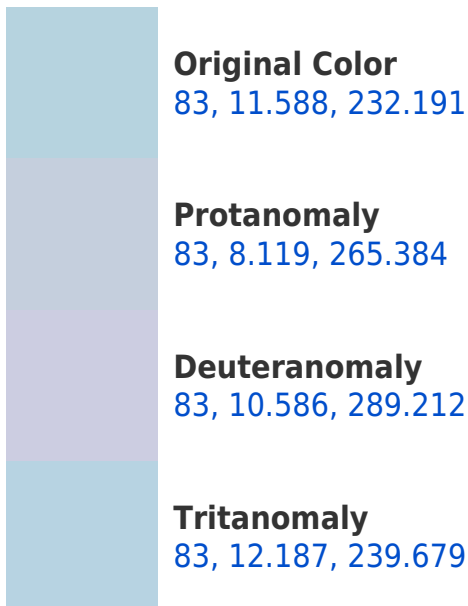 Original Color
83, 11.588, 232.191
Protanomaly
83, 8.119, 265.384
Deuteranomaly
83, 10.586, 289.212
Tritanomaly
83, 12.187, 239.679